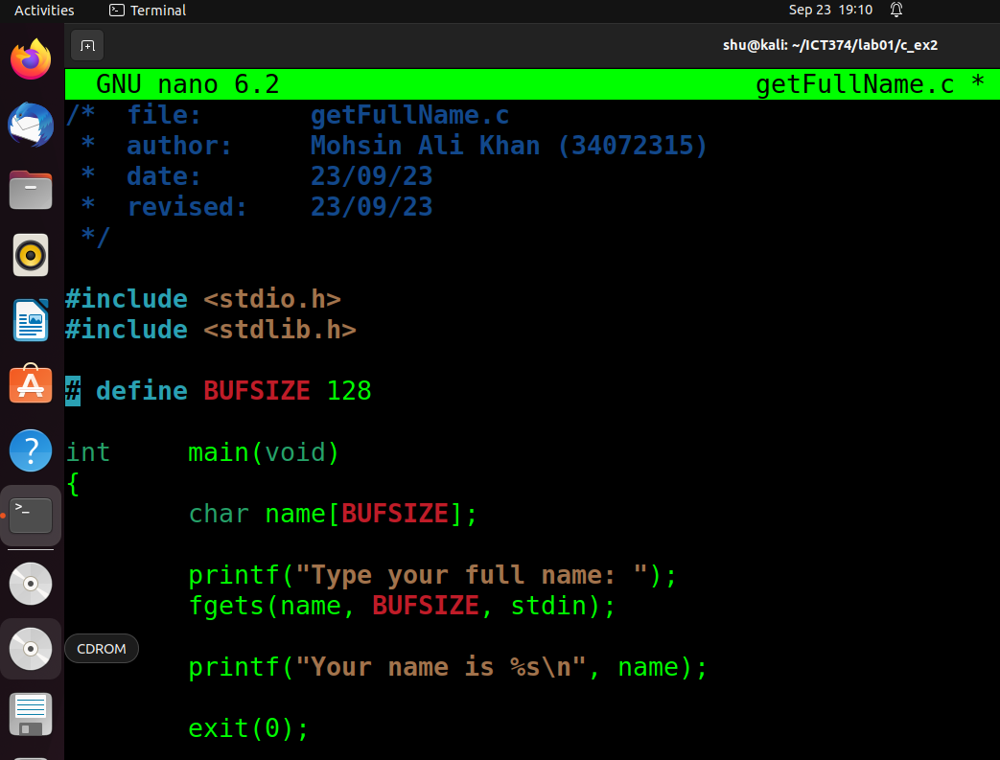 Activities Terminal Sep 23 19:10
shu@kali: ~/ICT374/lab01/c_ex2
GNU nano 6.2 getFullName.c *
/* file: getFullName.c
* author: Mohsin Ali Khan (34072315)
* date: 23/09/23
* revised: 23/09/23
*/
#include <stdio.h>
#include <stdlib.h>
# define BUFSIZE 128
int main(void)
{
char name[BUFSIZE];
printf("Type your full name: ");
fgets(name, BUFSIZE, stdin);
CDROM
printf("Your name is %s\n", name);
exit(0);